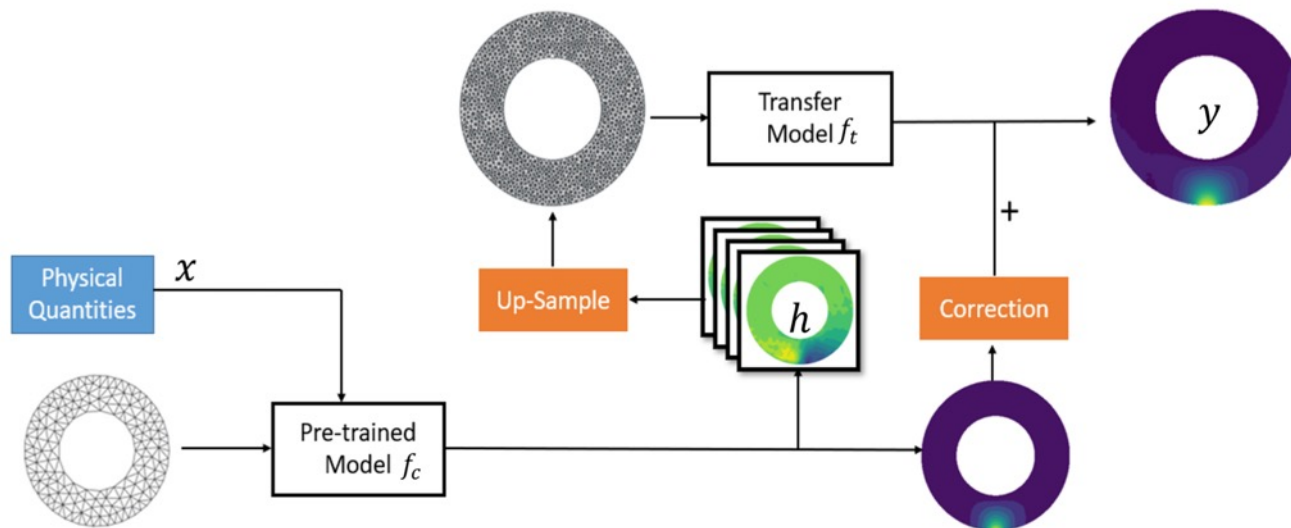 Transfer
Model f_t
y
+
Physical
Quantities
x
Up-Sample
h
Correction
Pre-trained
Model f_c